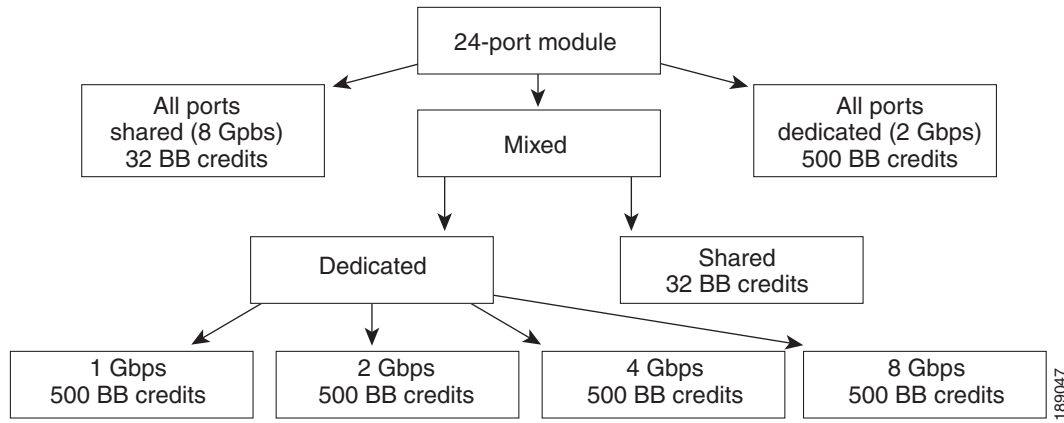 24-port module
All ports
shared (8 Gpbs)
32 BB credits
Mixed
All ports
dedicated (2 Gbps)
500 BB credits
Dedicated
Shared
32 BB credits
1 Gbps
500 BB credits
2 Gbps
500 BB credits
4 Gbps
500 BB credits
8 Gbps
500 BB credits
189047